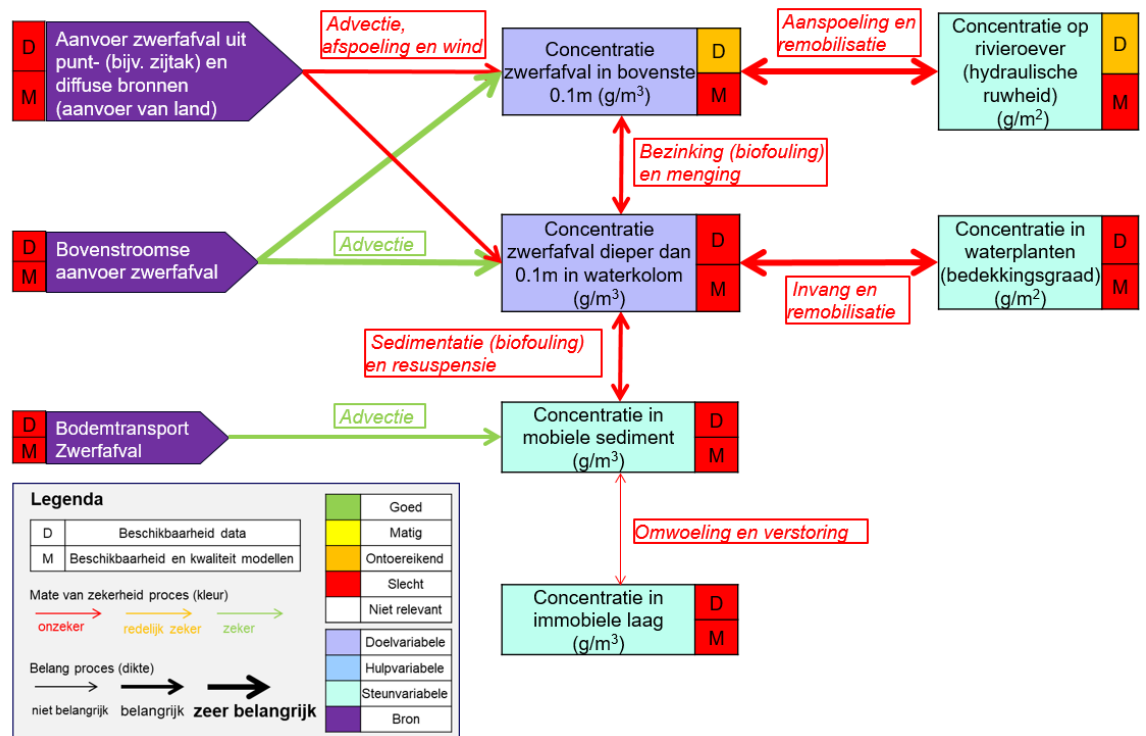 D
M
Aanvoer zwerfafval uit
punt- (bijv. zijtak) en
diffuse bronnen
(aanvoer van land)
Advectie,
afspoeling en wind
Concentratie
zwerfafval in bovenste
0.1m (g/m³)
D
M
Aanspoeling en
remobilisatie
Concentratie op
rivieroever
(hydraulische
ruwheid)
(g/m²)
D
M
Bezinking (biofouling)
en menging
D
M
Bovenstroomse
aanvoer zwerfafval
Advectie
Concentratie
zwerfafval dieper dan
0.1m in waterkolom
(g/m³)
D
M
Invang en
remobilisatie
Concentratie in
waterplanten
(bedekkingsgraad)
(g/m²)
D
M
Sedimentatie (biofouling)
en resuspensie
D
M
Bodemtransport
Zwerfafval
Advectie
Concentratie in
mobiele sediment
(g/m³)
D
M
Omwoeling en verstoring
Concentratie in
immobiele laag
(g/m³)
D
M
Legenda
D Beschikbaarheid data
M Beschikbaarheid en kwaliteit modellen
Mate van zekerheid proces (kleur)
onzeker redelijk zeker zeker
Belang proces (dikte)
niet belangrijk belangrijk zeer belangrijk
Goed
Matig
Ontoereikend
Slecht
Niet relevant
Doelvariabele
Hulpvariabele
Steunvariabele
Bron